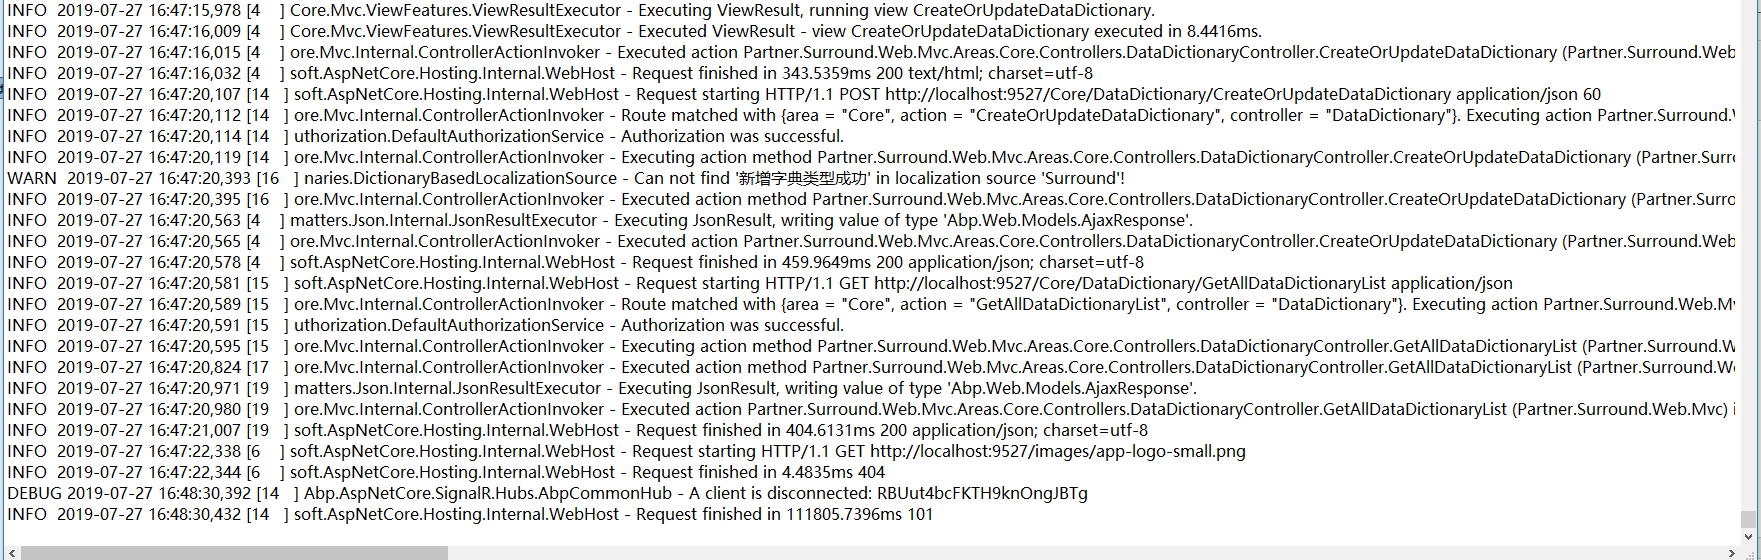 INFO  2019-07-27 16:47:15,978 [4    ] Core.Mvc.ViewFeatures.ViewResultExecutor - Executing ViewResult, running view CreateOrUpdateDataDictionary.
INFO  2019-07-27 16:47:16,009 [4    ] Core.Mvc.ViewFeatures.ViewResultExecutor - Executed ViewResult - view CreateOrUpdateDataDictionary executed in 8.4416ms.
INFO  2019-07-27 16:47:16,015 [4    ] ore.Mvc.Internal.ControllerActionInvoker - Executed action Partner.Surround.Web.Mvc.Areas.Core.Controllers.DataDictionaryController.CreateOrUpdateDataDictionary (Partner.Surround.Web
INFO  2019-07-27 16:47:16,032 [4    ] soft.AspNetCore.Hosting.Internal.WebHost - Request finished in 343.5359ms 200 text/html; charset=utf-8
INFO  2019-07-27 16:47:20,107 [14   ] soft.AspNetCore.Hosting.Internal.WebHost - Request starting HTTP/1.1 POST http://localhost:9527/Core/DataDictionary/CreateOrUpdateDataDictionary application/json 60
INFO  2019-07-27 16:47:20,112 [14   ] ore.Mvc.Internal.ControllerActionInvoker - Route matched with {area = "Core", action = "CreateOrUpdateDataDictionary", controller = "DataDictionary"}. Executing action Partner.Surround.
INFO  2019-07-27 16:47:20,114 [14   ] uthorization.DefaultAuthorizationService - Authorization was successful.
INFO  2019-07-27 16:47:20,119 [14   ] ore.Mvc.Internal.ControllerActionInvoker - Executing action method Partner.Surround.Web.Mvc.Areas.Core.Controllers.DataDictionaryController.CreateOrUpdateDataDictionary (Partner.Surr
WARN  2019-07-27 16:47:20,393 [16   ] naries.DictionaryBasedLocalizationSource - Can not find '新增字典类型成功' in localization source 'Surround'!
INFO  2019-07-27 16:47:20,395 [16   ] ore.Mvc.Internal.ControllerActionInvoker - Executed action method Partner.Surround.Web.Mvc.Areas.Core.Controllers.DataDictionaryController.CreateOrUpdateDataDictionary (Partner.Surro
INFO  2019-07-27 16:47:20,563 [4    ] matters.Json.Internal.JsonResultExecutor - Executing JsonResult, writing value of type 'Abp.Web.Models.AjaxResponse'.
INFO  2019-07-27 16:47:20,565 [4    ] ore.Mvc.Internal.ControllerActionInvoker - Executed action Partner.Surround.Web.Mvc.Areas.Core.Controllers.DataDictionaryController.CreateOrUpdateDataDictionary (Partner.Surround.Web
INFO  2019-07-27 16:47:20,578 [4    ] soft.AspNetCore.Hosting.Internal.WebHost - Request finished in 459.9649ms 200 application/json; charset=utf-8
INFO  2019-07-27 16:47:20,581 [15   ] soft.AspNetCore.Hosting.Internal.WebHost - Request starting HTTP/1.1 GET http://localhost:9527/Core/DataDictionary/GetAllDataDictionaryList application/json
INFO  2019-07-27 16:47:20,589 [15   ] ore.Mvc.Internal.ControllerActionInvoker - Route matched with {area = "Core", action = "GetAllDataDictionaryList", controller = "DataDictionary"}. Executing action Partner.Surround.Web.Mv
INFO  2019-07-27 16:47:20,591 [15   ] uthorization.DefaultAuthorizationService - Authorization was successful.
INFO  2019-07-27 16:47:20,595 [15   ] ore.Mvc.Internal.ControllerActionInvoker - Executing action method Partner.Surround.Web.Mvc.Areas.Core.Controllers.DataDictionaryController.GetAllDataDictionaryList (Partner.Surround.W
INFO  2019-07-27 16:47:20,824 [17   ] ore.Mvc.Internal.ControllerActionInvoker - Executed action method Partner.Surround.Web.Mvc.Areas.Core.Controllers.DataDictionaryController.GetAllDataDictionaryList (Partner.Surround.We
INFO  2019-07-27 16:47:20,971 [19   ] matters.Json.Internal.JsonResultExecutor - Executing JsonResult, writing value of type 'Abp.Web.Models.AjaxResponse'.
INFO  2019-07-27 16:47:20,980 [19   ] ore.Mvc.Internal.ControllerActionInvoker - Executed action Partner.Surround.Web.Mvc.Areas.Core.Controllers.DataDictionaryController.GetAllDataDictionaryList (Partner.Surround.Web.Mvc) i
INFO  2019-07-27 16:47:21,007 [19   ] soft.AspNetCore.Hosting.Internal.WebHost - Request finished in 404.6131ms 200 application/json; charset=utf-8
INFO  2019-07-27 16:47:22,338 [6    ] soft.AspNetCore.Hosting.Internal.WebHost - Request starting HTTP/1.1 GET http://localhost:9527/images/app-logo-small.png
INFO  2019-07-27 16:47:22,344 [6    ] soft.AspNetCore.Hosting.Internal.WebHost - Request finished in 4.4835ms 404
DEBUG 2019-07-27 16:48:30,392 [14   ] Abp.AspNetCore.SignalR.Hubs.AbpCommonHub - A client is disconnected: RBUut4bcFKTH9knOngJBTg
INFO  2019-07-27 16:48:30,432 [14   ] soft.AspNetCore.Hosting.Internal.WebHost - Request finished in 111805.7396ms 101